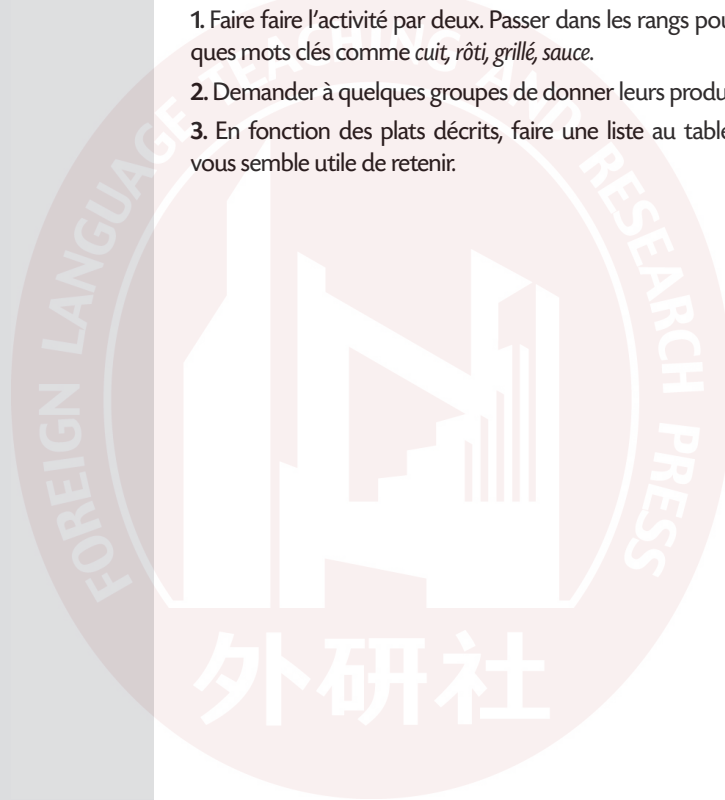 1. Faire faire l’activité par deux. Passer dans les rangs pou
ques mots clés comme cuit, rôti, grillé, sauce.
2. Demander à quelques groupes de donner leurs produ
3. En fonction des plats décrits, faire une liste au table
vous semble utile de retenir.
FOREIGN LANGUAGE TEACHING AND RESEARCH PRESS
外研社